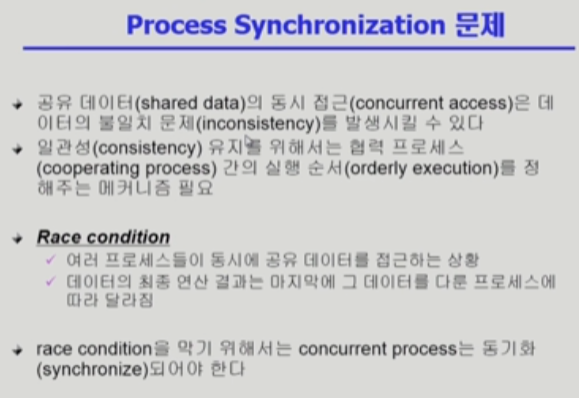 Process Synchronization 문제
공유 데이터(shared data)의 동시 접근(concurrent access)은 데
이터의 불일치 문제(inconsistency)를 발생시킬 수 있다
일관성(consistency) 유지를 위해서는 협력 프로세스
(cooperating process) 간의 실행 순서(orderly execution)를 정
해주는 메커니즘 필요
Race condition
여러 프로세스들이 동시에 공유 데이터를 접근하는 상황
데이터의 최종 연산 결과는 마지막에 그 데이터를 다룬 프로세스에
따라 달라짐
race condition을 막기 위해서는 concurrent process는 동기화
(synchronize)되어야 한다